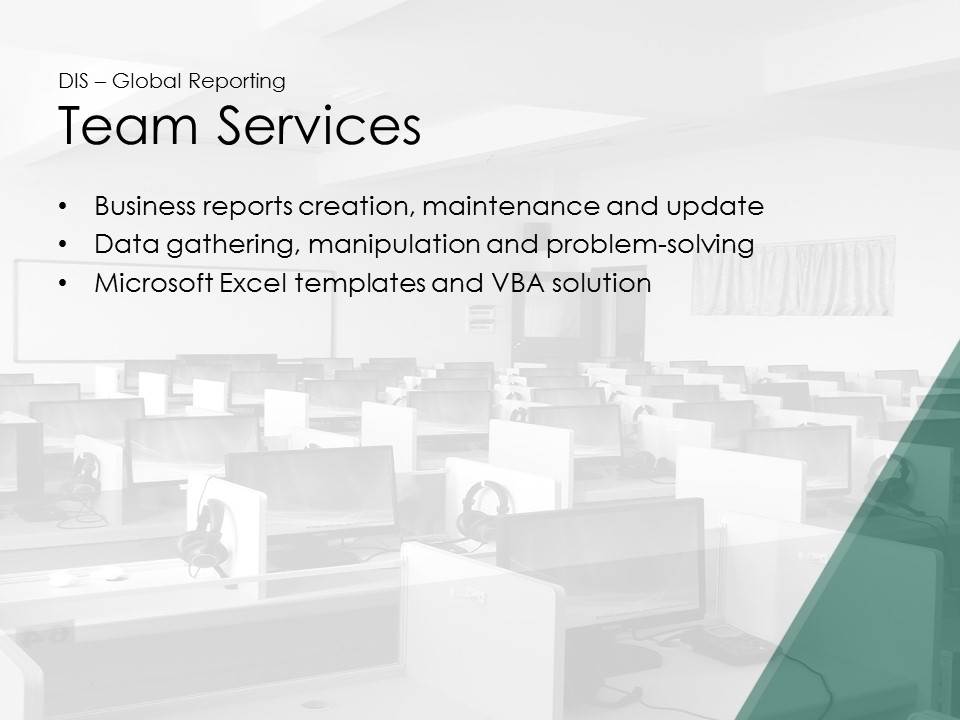 DIS – Global Reporting
Team Services
• Business reports creation, maintenance and update
• Data gathering, manipulation and problem-solving
• Microsoft Excel templates and VBA solution